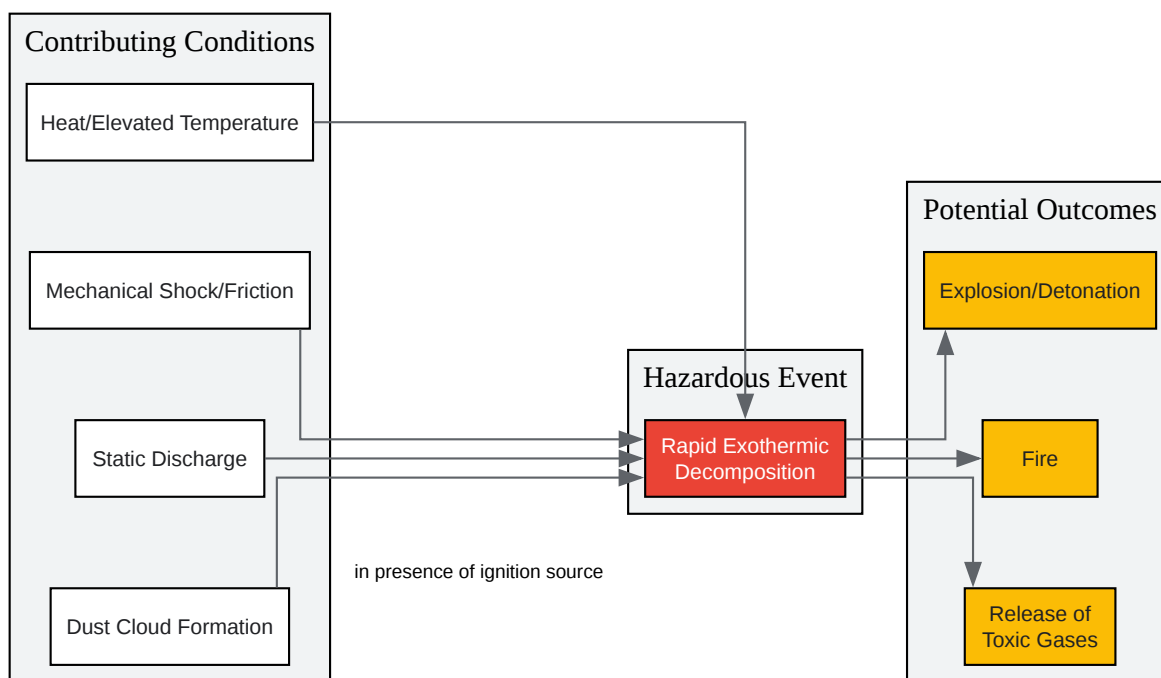 Contributing Conditions
Heat/Elevated Temperature
Mechanical Shock/Friction
Static Discharge
Dust Cloud Formation
in presence of ignition source
Hazardous Event
Rapid Exothermic
Decomposition
Potential Outcomes
Explosion/Detonation
Fire
Release of
Toxic Gases